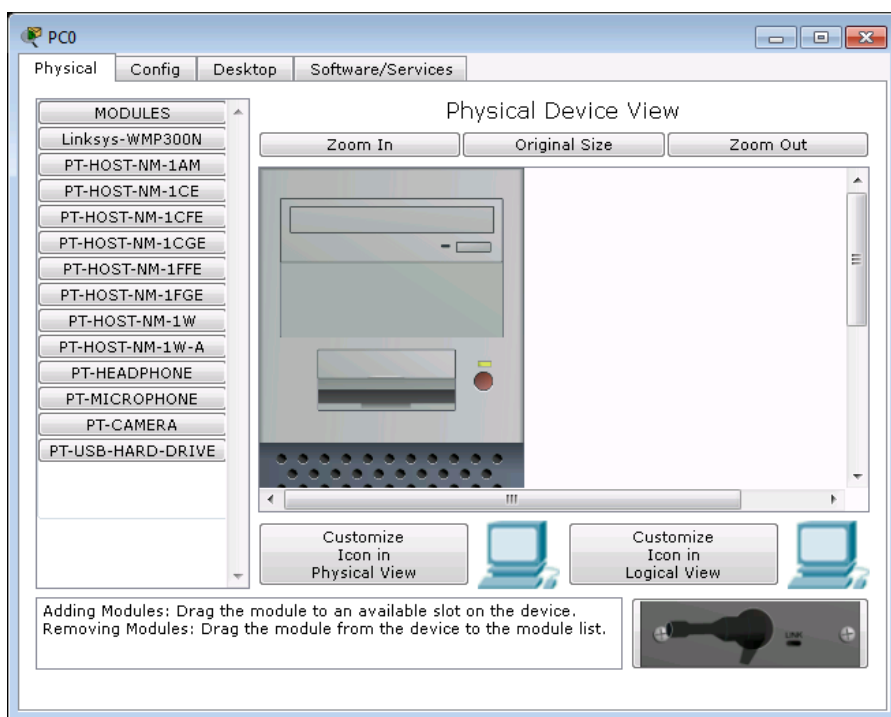 PC0
Physical
Config
Desktop
Software/Services
MODULES
Linksys-WMP300N
PT-HOST-NM-1AM
PT-HOST-NM-1CE
PT-HOST-NM-1CFE
PT-HOST-NM-1CGE
PT-HOST-NM-1FFE
PT-HOST-NM-1FGE
PT-HOST-NM-1W
PT-HOST-NM-1W-A
PT-HEADPHONE
PT-MICROPHONE
PT-CAMERA
PT-USB-HARD-DRIVE
Physical Device View
Zoom In
Original Size
Zoom Out
Customize
Icon in
Physical View
Customize
Icon in
Logical View
Adding Modules: Drag the module to an available slot on the device.
Removing Modules: Drag the module from the device to the module list.
LINK